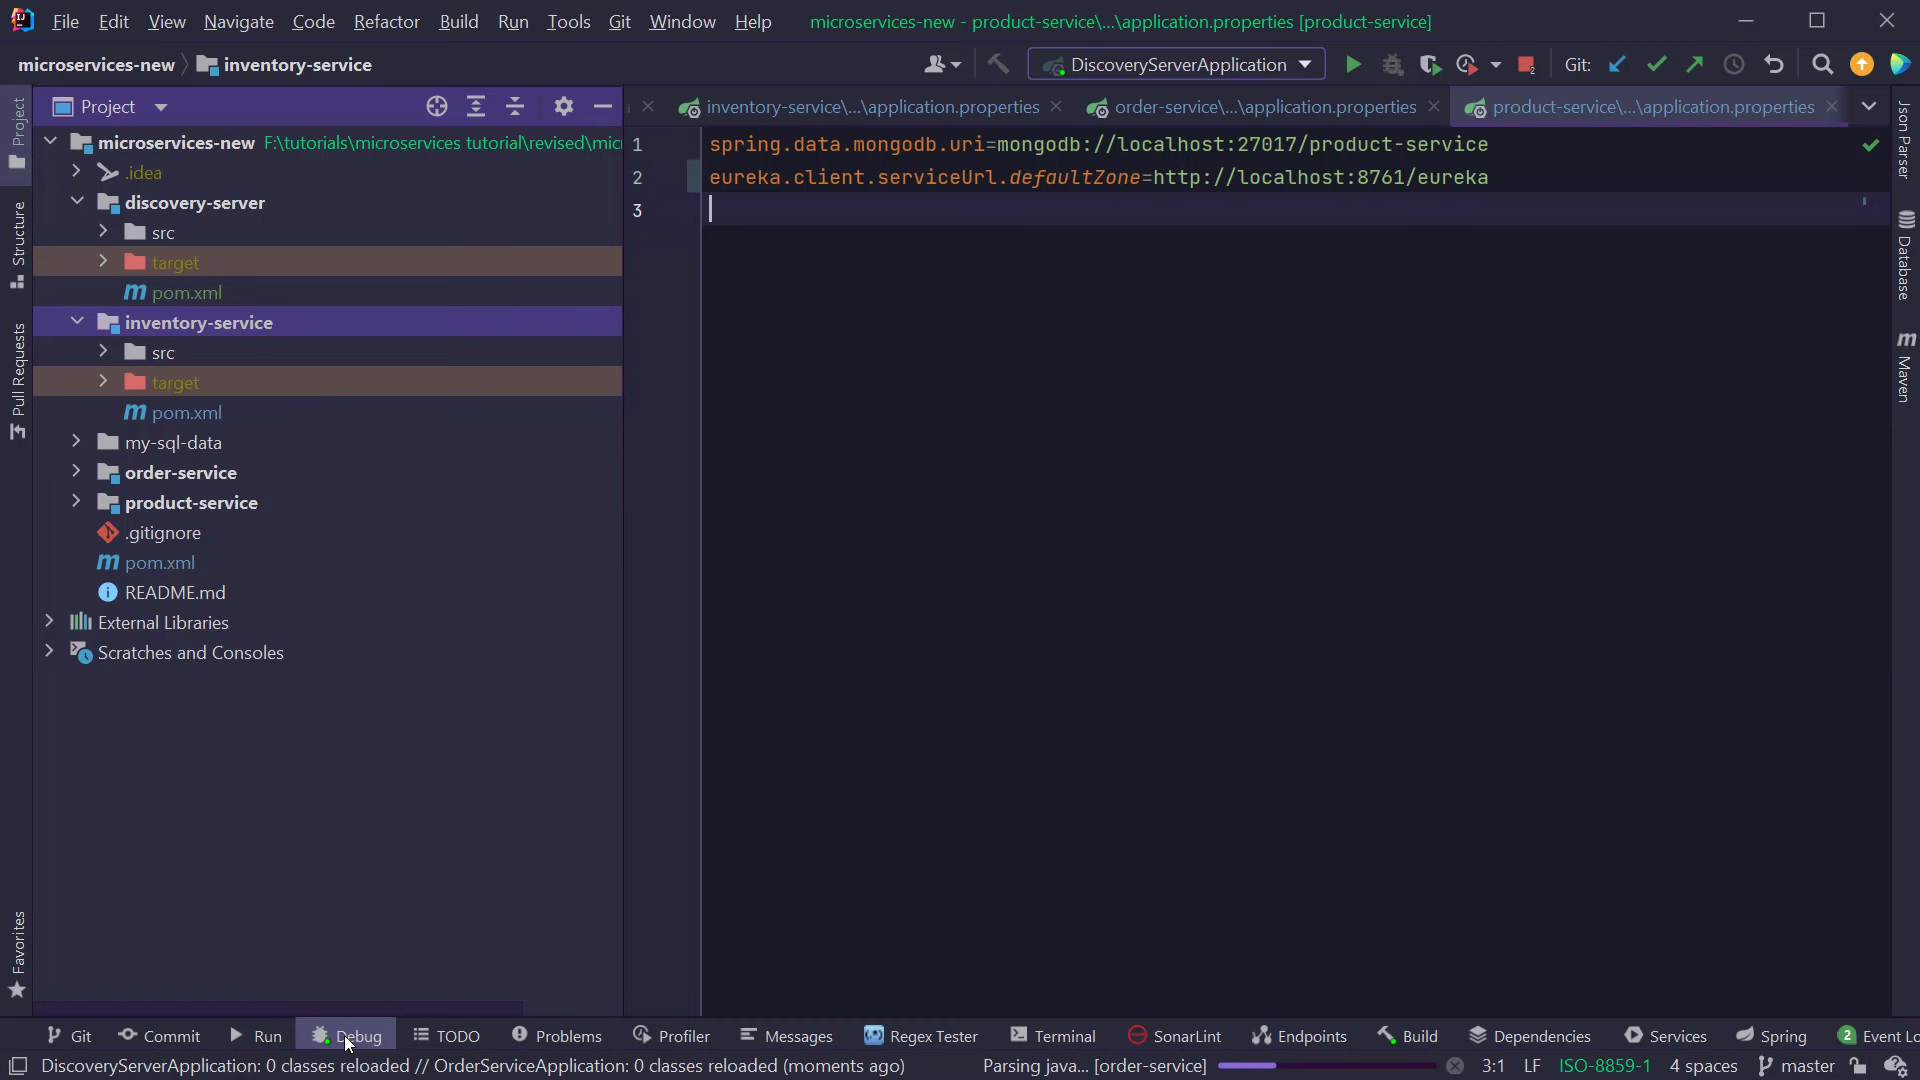 File Edit View Navigate Code Refactor Build Run Tools Git Window Help microservices-new - product-service\...\application.properties [product-service]
microservices-new inventory-service DiscoveryServerApplication Git:
Project inventory-service\...\application.properties order-service\...\application.properties product-service\...\application.properties
microservices-new F:\tutorials\microservices tutorial\revised\mic
.idea
discovery-server
src
target
pom.xml
inventory-service
src
target
pom.xml
my-sql-data
order-service
product-service
.gitignore
pom.xml
README.md
External Libraries
Scratches and Consoles
1 spring.data.mongodb.uri=mongodb://localhost:27017/product-service
2 eureka.client.serviceUrl.defaultZone=http://localhost:8761/eureka
3
Project
Structure
Pull Requests
Favorites
Json Parser
Database
Maven
Git Commit Run Debug TODO Problems Profiler Messages Regex Tester Terminal SonarLint Endpoints Build Dependencies Services Spring 2 Event Lo
DiscoveryServerApplication: 0 classes reloaded // OrderServiceApplication: 0 classes reloaded (moments ago) Parsing java... [order-service] 3:1 LF ISO-8859-1 4 spaces master